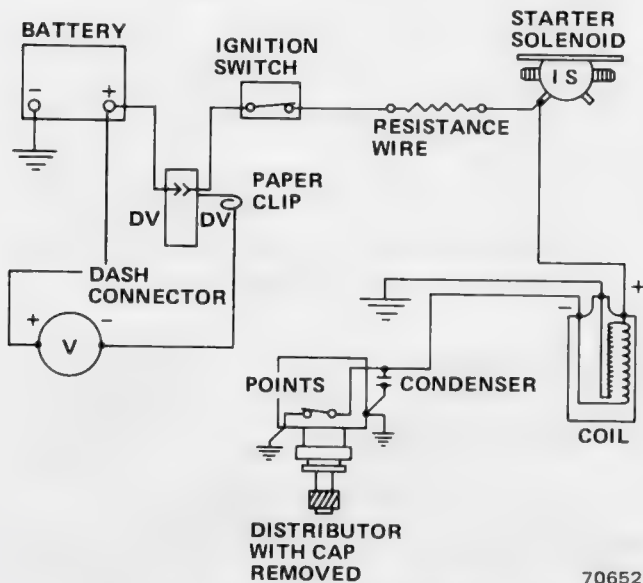 BATTERY
IGNITION
SWITCH
STARTER
SOLENOID
- +
I S
RESISTANCE
WIRE
PAPER
CLIP
DV DV
DASH
CONNECTOR
+ -
V
+
-
POINTS
CONDENSER
COIL
DISTRIBUTOR
WITH CAP
REMOVED
70652